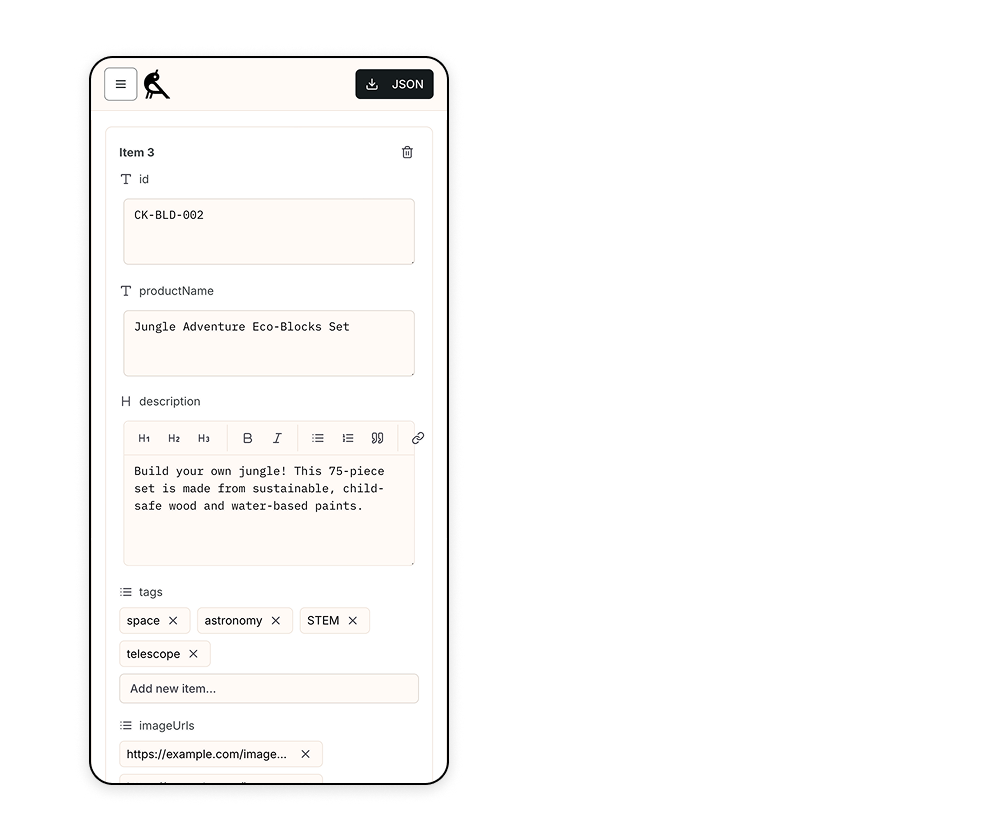 JSON
Item 3
id
CK-BLD-002
productName
Jungle Adventure Eco-Blocks Set
H description
H1 H2 H3 B I
Build your own jungle! This 75-piece
set is made from sustainable, child-
safe wood and water-based paints.
tags
space
astronomy
STEM
telescope
Add new item...
imageUrls
https://example.com/image...